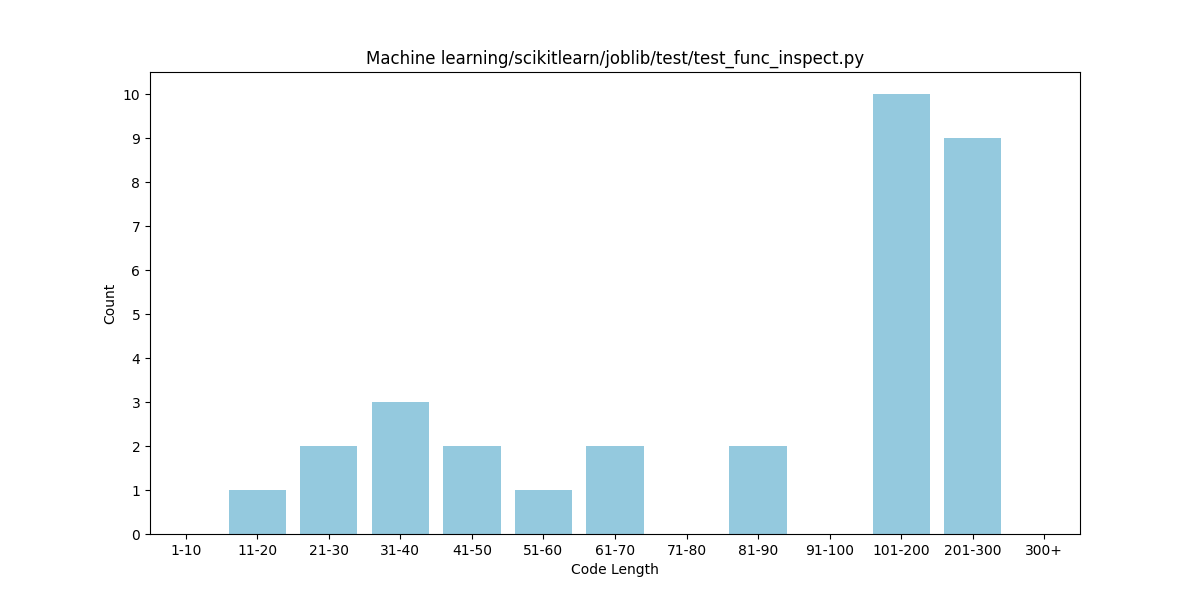 Machine learning/scikitlearn/joblib/test/test_func_inspect.py
10
9
8
7
6
5
4
3
2
1
0
Count
1-10 11-20 21-30 31-40 41-50 51-60 61-70 71-80 81-90 91-100 101-200 201-300 300+
Code Length